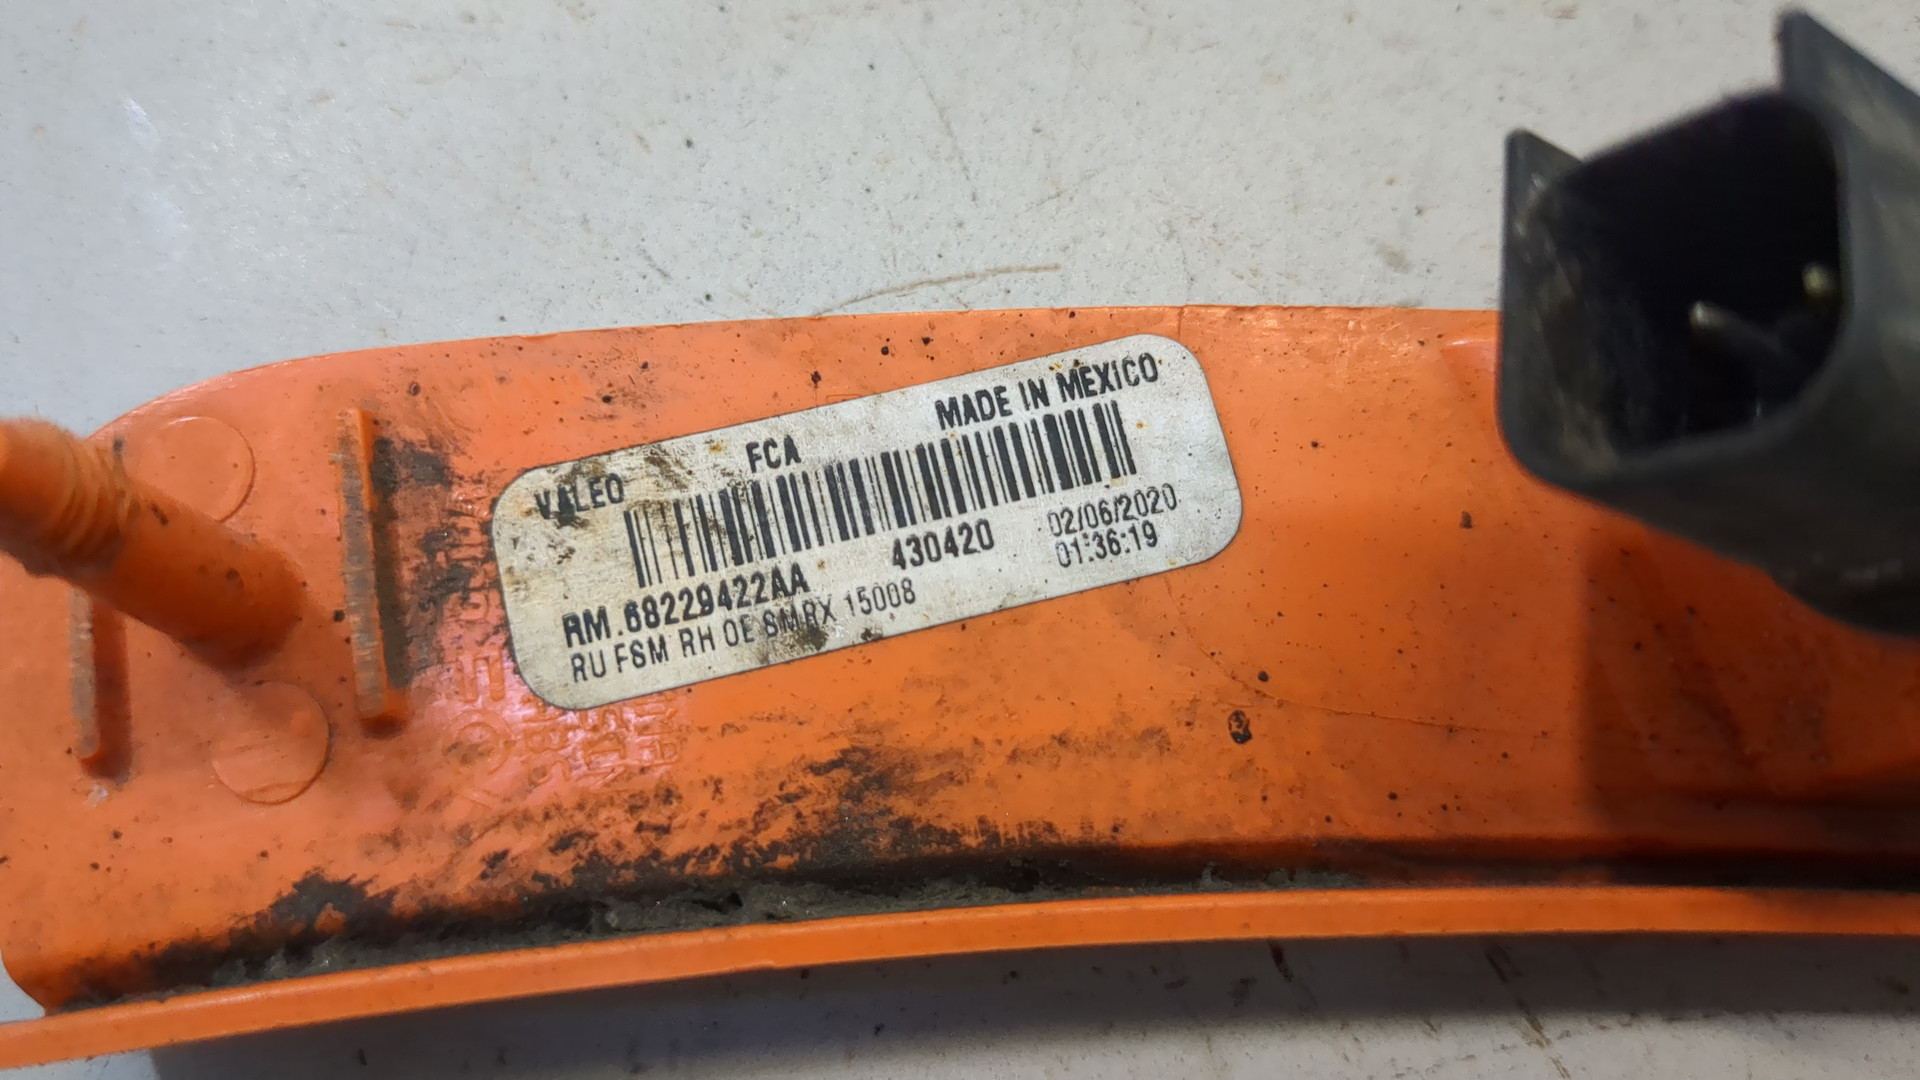 VALEO FCA MADE IN MEXICO
RM.68229422AA 430420 02/06/2020
RU FSM RH OE SMRX 15008 01:36:19